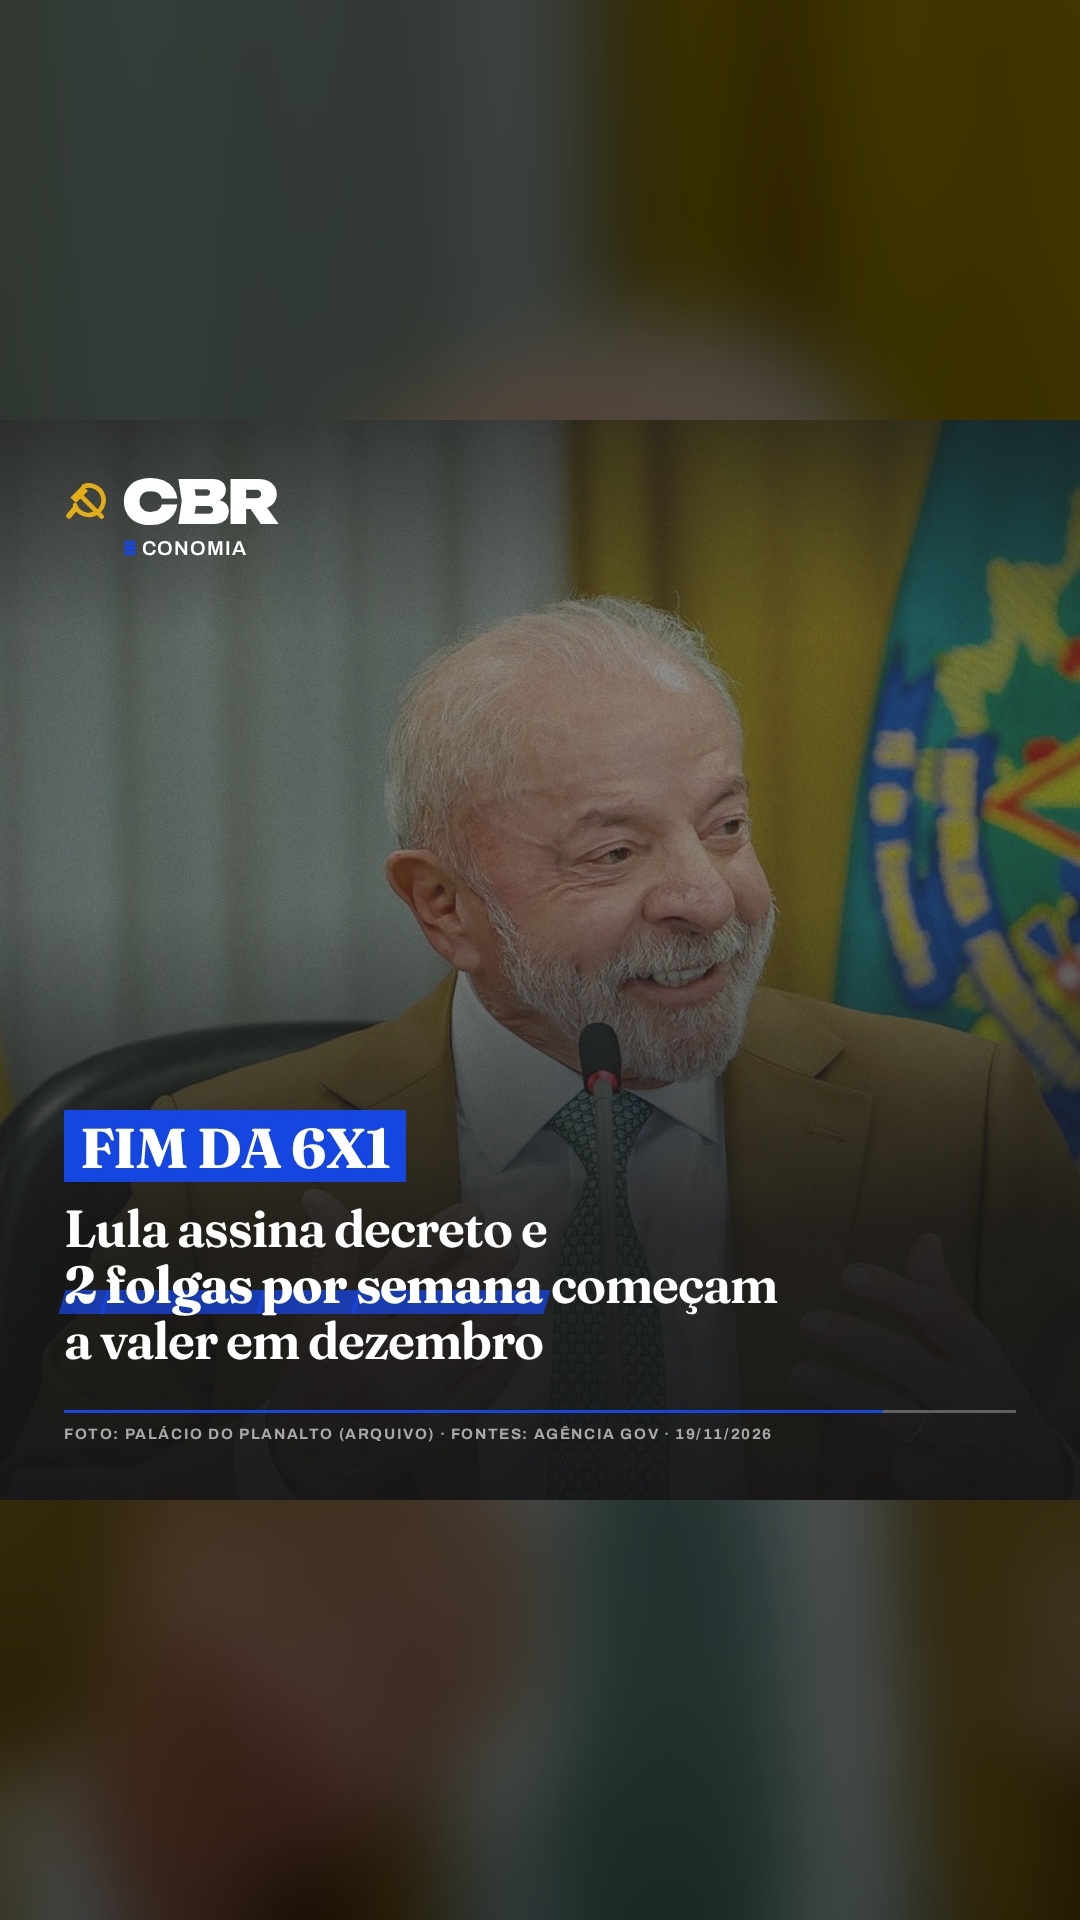 CBR
ECONOMIA
FIM DA 6X1
Lula assina decreto e
2 folgas por semana começam
a valer em dezembro
FOTO: PALÁCIO DO PLANALTO (ARQUIVO) · FONTES: AGÊNCIA GOV · 19/11/2026